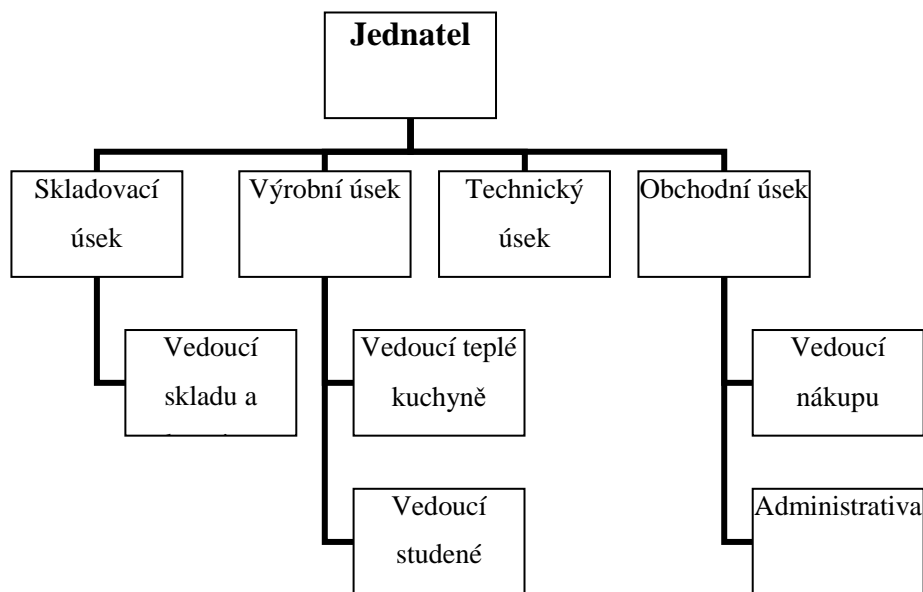 Jednatel
Skladovací
úsek
Výrobní úsek
Technický
úsek
Obchodní úsek
Vedoucí
skladu a
Vedoucí teplé
kuchyně
Vedoucí
nákupu
Vedoucí
studené
Administrativa